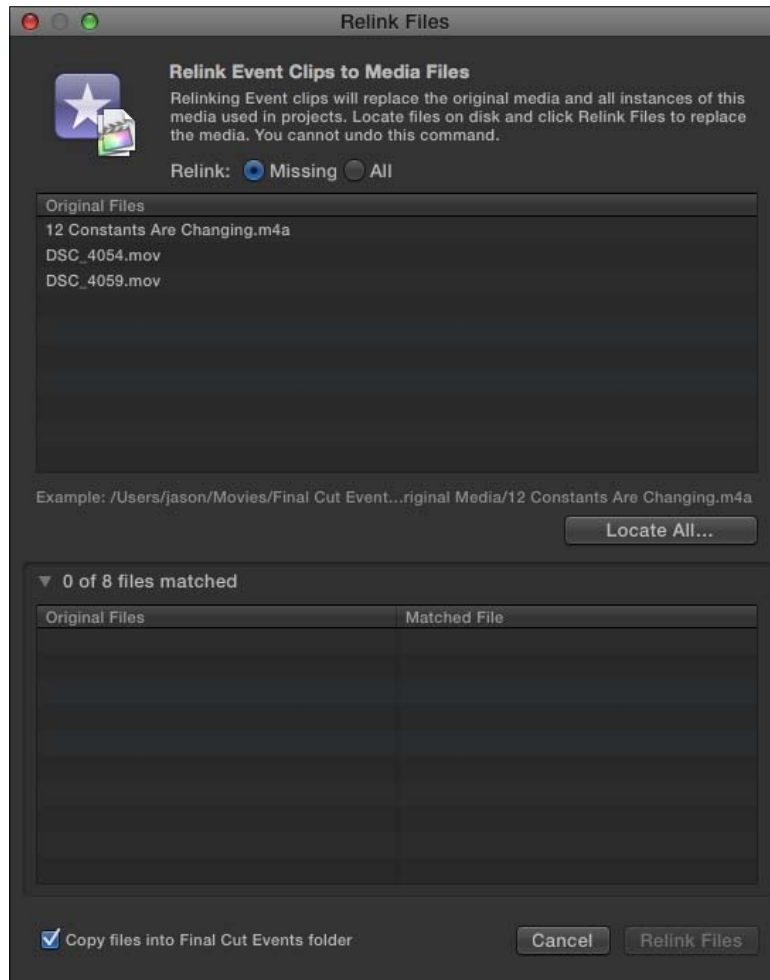 Relink Files
Relink Event Clips to Media Files
Relinking Event clips will replace the original media and all instances of this
media used in projects. Locate files on disk and click Relink Files to replace
the media. You cannot undo this command.
Relink: Missing All
Original Files
12 Constants Are Changing.m4a
DSC_4054.mov
DSC_4059.mov
Example: /Users/jason/Movies/Final Cut Event...riginal Media/12 Constants Are Changing.m4a
Locate All...
0 of 8 files matched
Original Files Matched File
Copy files into Final Cut Events folder Cancel Relink Files